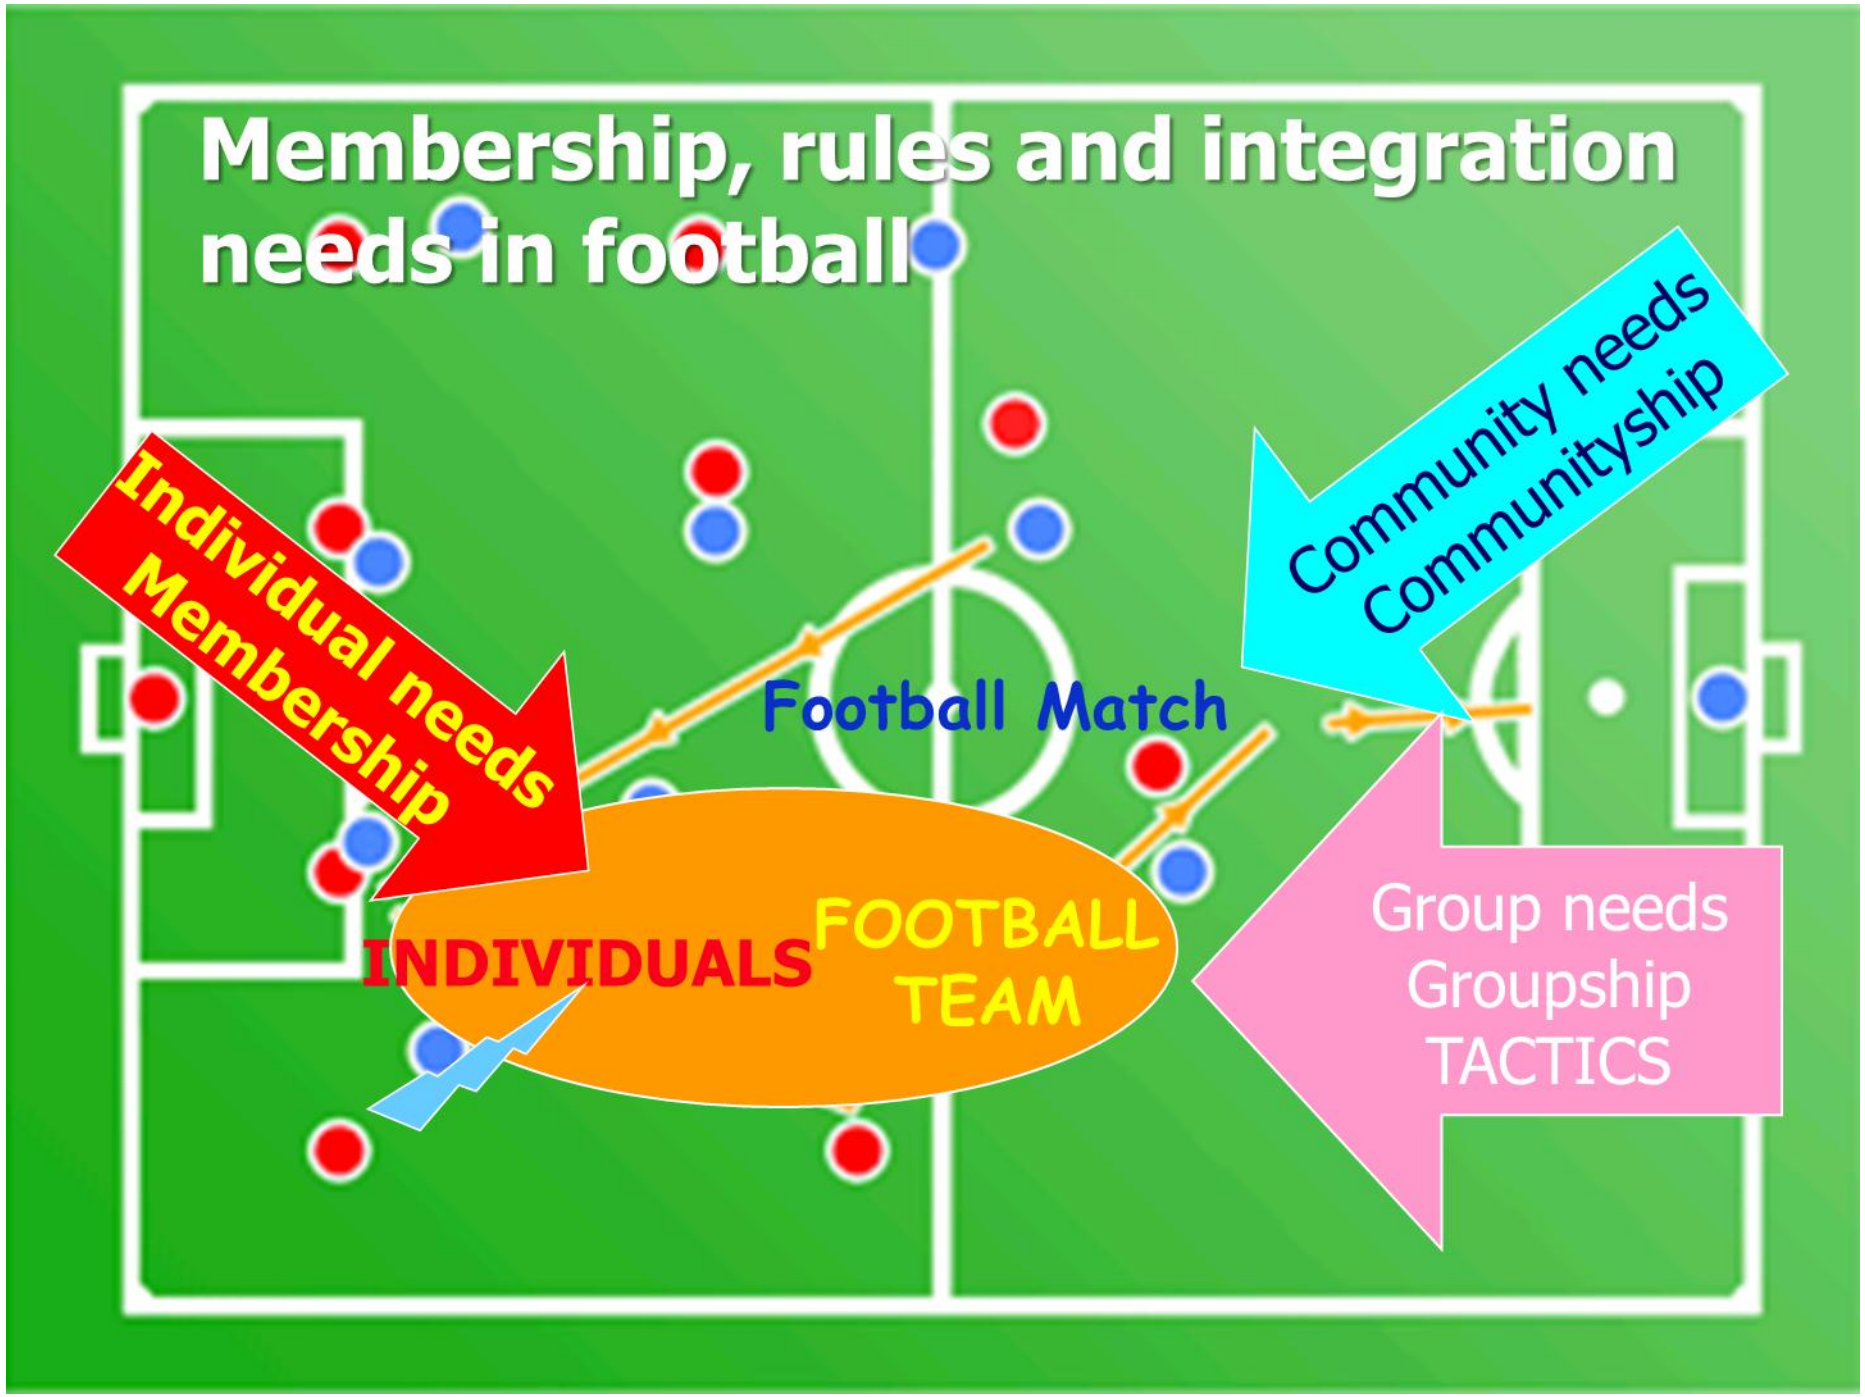 Membership, rules and integration
needs in football
Community needs
Communityship
Individual needs
Membership
Football Match
INDIVIDUALS
FOOTBALL
TEAM
Group needs
Groupship
TACTICS